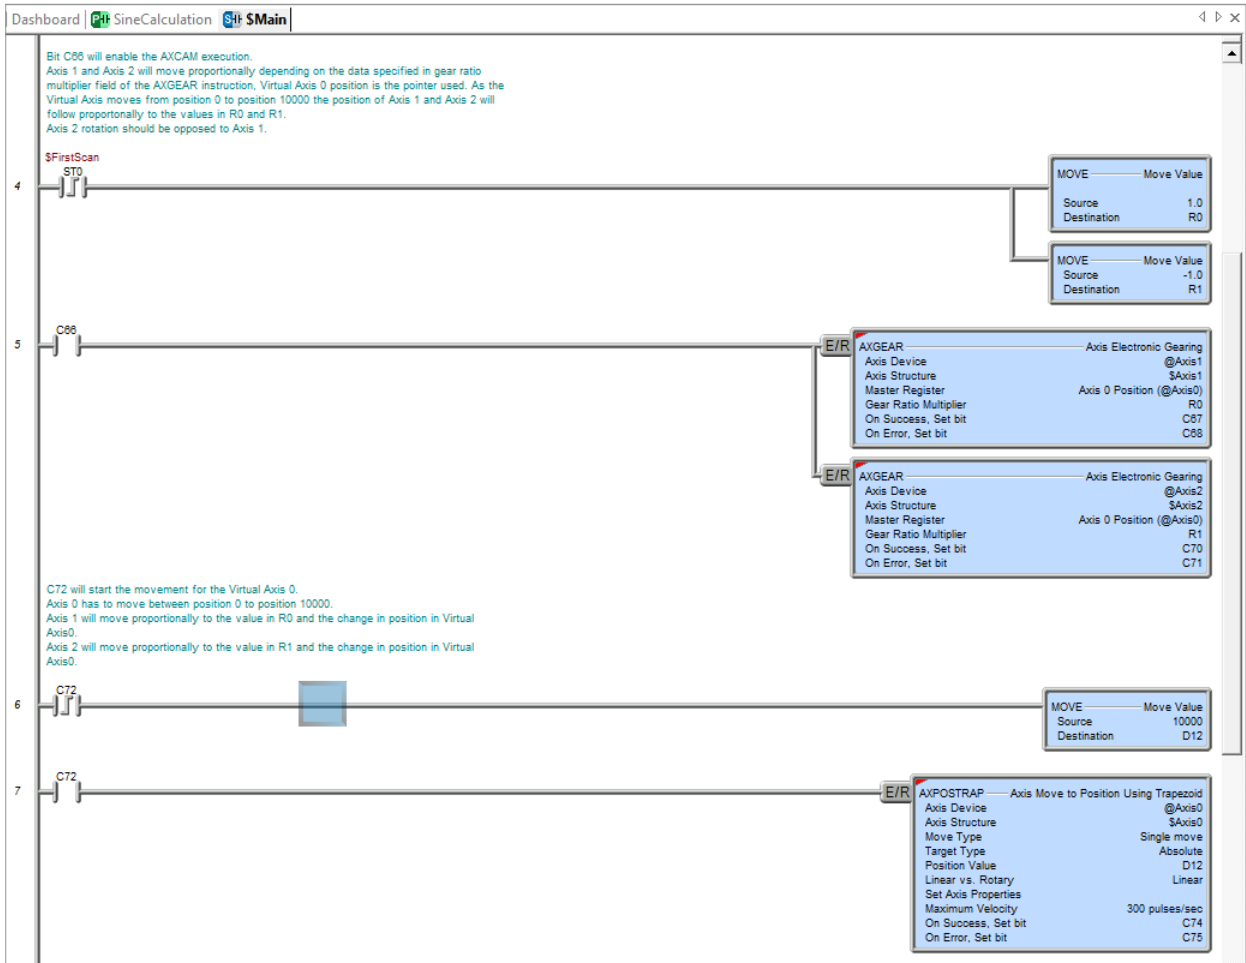 Dashboard SineCalculation $Main
Bit C66 will enable the AXCAM execution.
Axis 1 and Axis 2 will move proportionally depending on the data specified in gear ratio
multiplier field of the AXGEAR instruction, Virtual Axis 0 position is the pointer used. As the
Virtual Axis moves from position 0 to position 10000 the position of Axis 1 and Axis 2 will
follow proportonally to the values in R0 and R1.
Axis 2 rotation should be opposed to Axis 1.
$FirstScan
ST0
4
MOVE Move Value
Source 1.0
Destination R0
MOVE Move Value
Source -1.0
Destination R1
C66
5
E/R AXGEAR Axis Electronic Gearing
Axis Device @Axis1
Axis Structure $Axis1
Master Register Axis 0 Position (@Axis0)
Gear Ratio Multiplier R0
On Success, Set bit C67
On Error, Set bit C68
E/R AXGEAR Axis Electronic Gearing
Axis Device @Axis2
Axis Structure $Axis2
Master Register Axis 0 Position (@Axis0)
Gear Ratio Multiplier R1
On Success, Set bit C70
On Error, Set bit C71
C72 will start the movement for the Virtual Axis 0.
Axis 0 has to move between position 0 to position 10000.
Axis 1 will move proportionally to the value in R0 and the change in position in Virtual
Axis0.
Axis 2 will move proportionally to the value in R1 and the change in position in Virtual
Axis0.
C72
6
MOVE Move Value
Source 10000
Destination D12
C72
7
E/R AXPOSTRAP Axis Move to Position Using Trapezoid
Axis Device @Axis0
Axis Structure $Axis0
Move Type Single move
Target Type Absolute
Position Value D12
Linear vs. Rotary Linear
Set Axis Properties
Maximum Velocity 300 pulses/sec
On Success, Set bit C74
On Error, Set bit C75